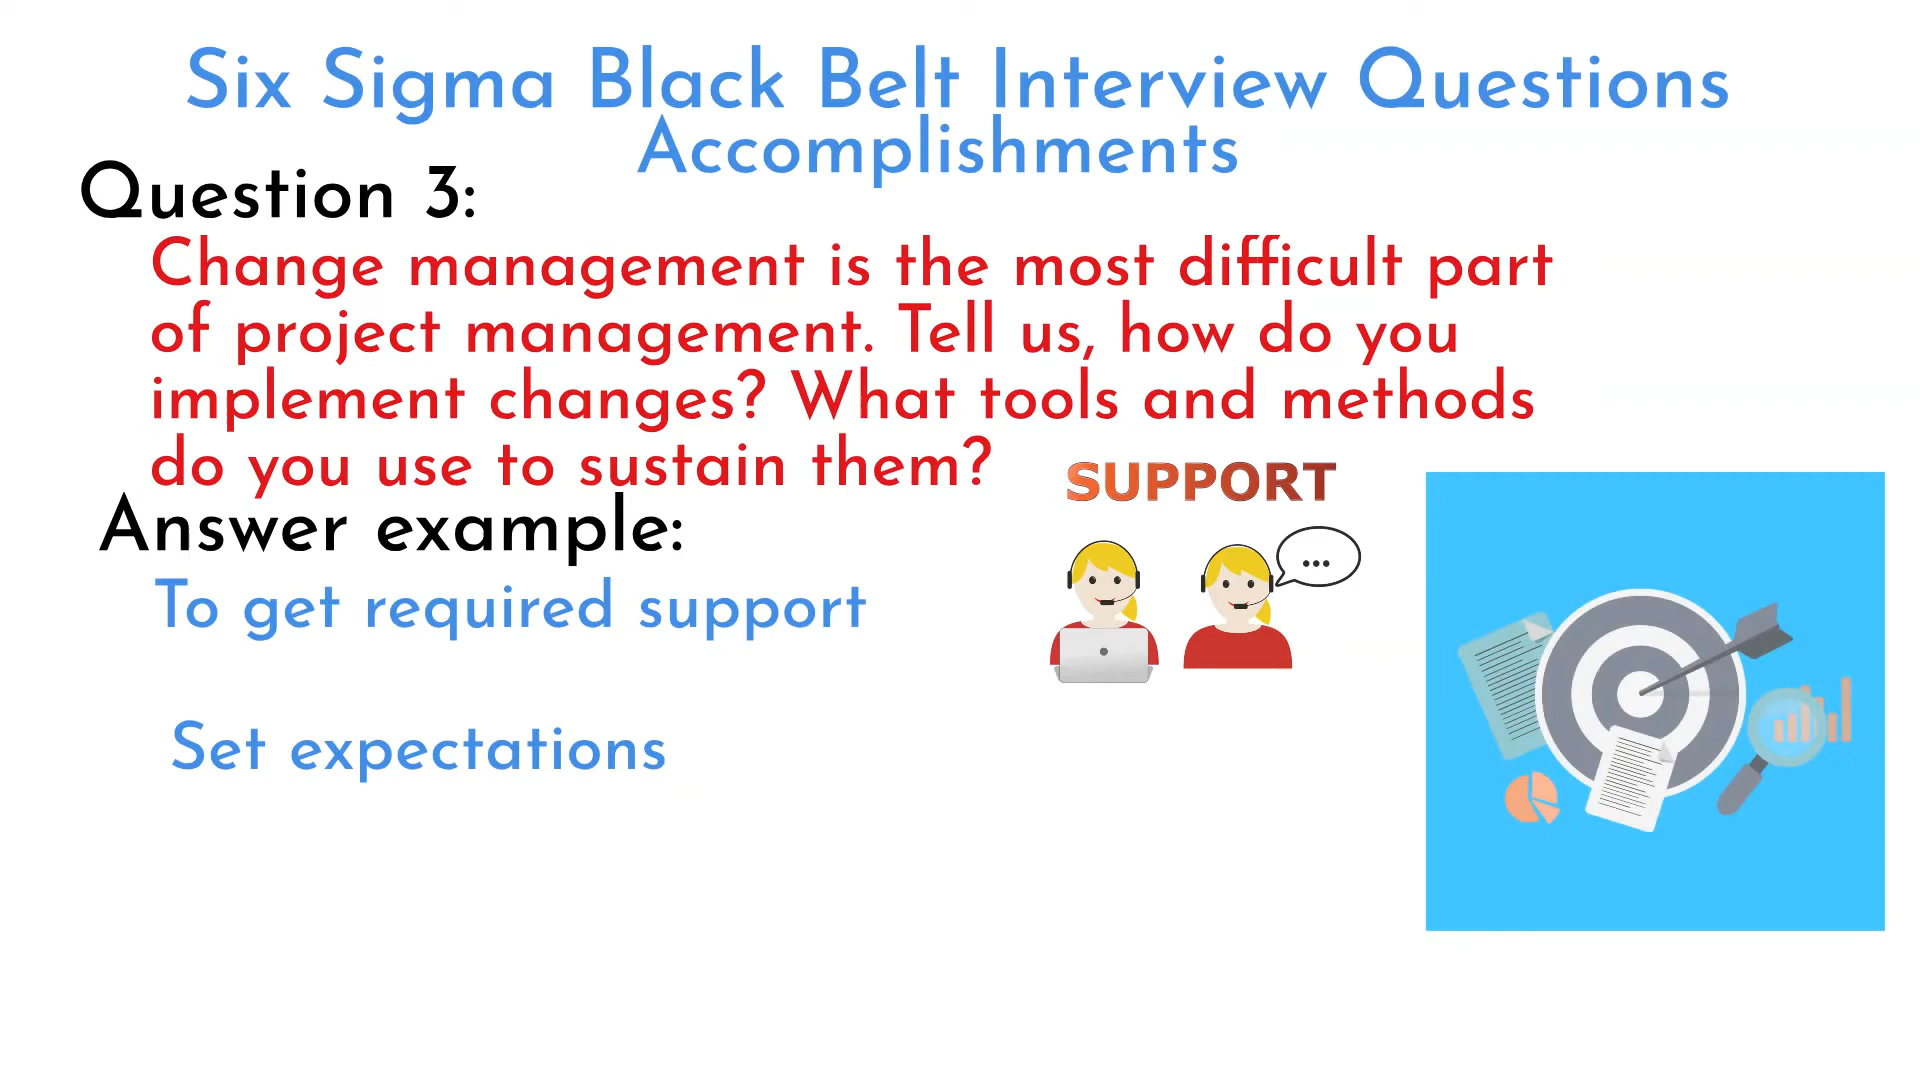 Six Sigma Black Belt Interview Questions
Accomplishments
Question 3:
Change management is the most difficult part
of project management. Tell us, how do you
implement changes? What tools and methods
do you use to sustain them?
SUPPORT
Answer example:
...
To get required support
Set expectations